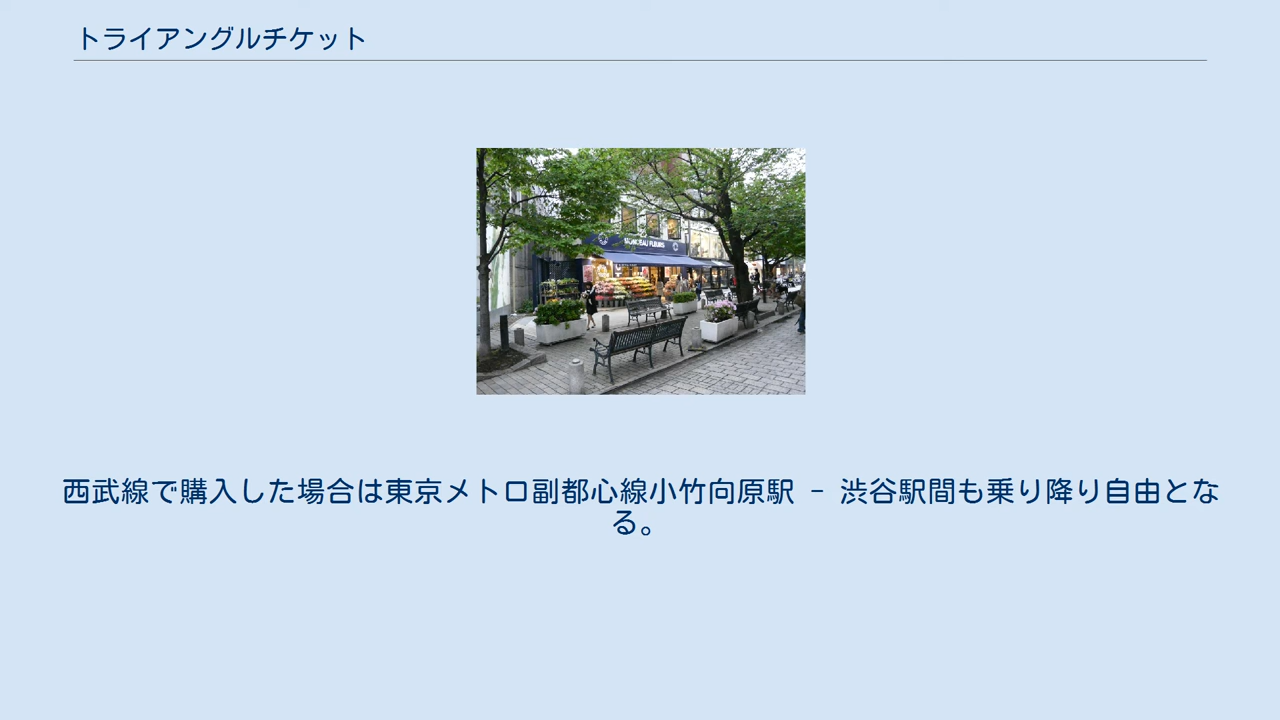 トライアングルチケット
MONCEAU FLEURS
西武線で購入した場合は東京メトロ副都心線小竹向原駅 − 渋谷駅間も乗り降り自由とな
る。